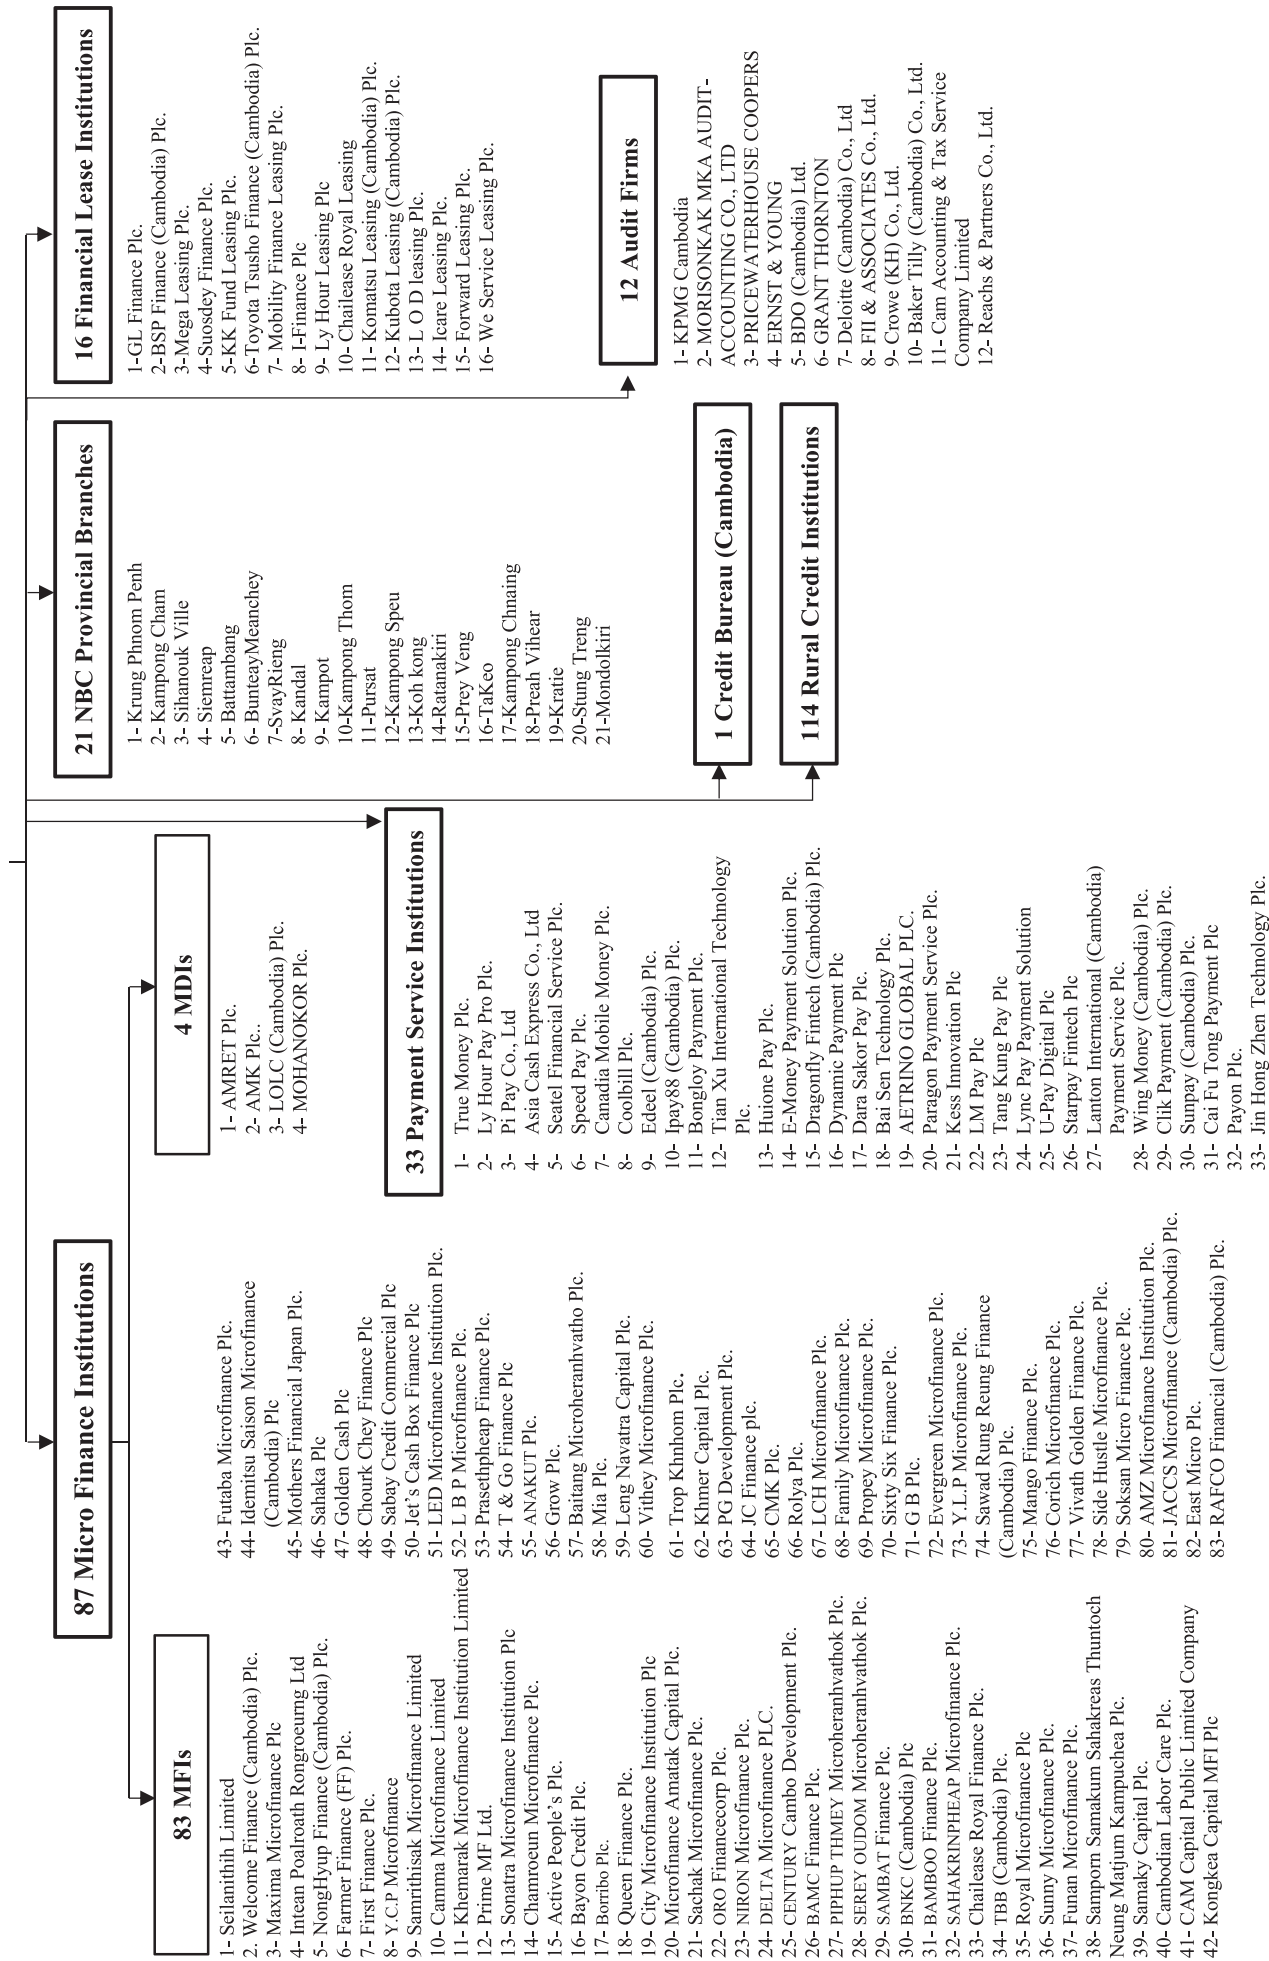 87 Micro Finance Institutions
83 MFIs
1- Seilanithih Limited
2. Welcome Finance (Cambodia) Plc.
3- Maxima Microfinance Plc
4- Intean Poalroath Rongroeurng Ltd
5- NongHyup Finance (Cambodia) Plc.
6- Farmer Finance (FF) Plc.
7- First Finance Plc.
8- Y.C.P Microfinance
9- Samrithisak Microfinance Limited
10- Camma Microfinance Limited
11- Khemarak Microfinance Institution Limited
12- Prime MF Ltd.
13- Sonatra Microfinance Institution Plc
14- Chamroeun Microfinance Plc.
15- Active People's Plc.
16- Bayon Credit Plc.
17- Borribo Plc.
18- Queen Finance Plc.
19- City Microfinance Institution Plc
20- Microfinance Amatak Capital Plc.
21- Sachak Microfinance Plc.
22- ORO Financecorp Plc.
23- NIRON Microfinance Plc.
24- DELTA Microfinance PLC.
25- CENTURY Cambo Development Plc.
26- BAMC Finance Plc.
27- PIPHUP THMEY Microheranhvathok Plc.
28- SEREY OUDOM Microheranhvathok Plc.
29- SAMBAT Finance Plc.
30- BNKC (Cambodia) Plc
31- BAMBOO Finance Plc.
32- SAHAKRINPHEAP Microfinance Plc.
33- Chailease Royal Finance Plc.
34- TBB (Cambodia) Plc.
35- Royal Microfinance Plc
36- Sunny Microfinance Plc.
37- Funan Microfinance Plc.
38- Samporn Samakum Sahakreas Thuntoch
Neung Matjum Kampuchea Plc.
39- Samaky Capital Plc.
40- Cambodian Labor Care Plc.
41- CAM Capital Public Limited Company
42- Kongkea Capital MFI Plc
43- Futaba Microfinance Plc.
44- Idemitsu Saison Microfinance
(Cambodia) Plc
45- Mothers Financial Japan Plc.
46- Sahaka Plc
47- Golden Cash Plc
48- Chourk Chey Finance Plc
49- Sabay Credit Commercial Plc
50- Jet's Cash Box Finance Plc
51- LED Microfinance Institution Plc.
52- L B P Microfinance Plc.
53- Prasethpheap Finance Plc.
54- T & Go Finance Plc
55- ANAKUT Plc.
56- Grow Plc.
57- Baitang Microheranhvatho Plc.
58- Mia Plc.
59- Leng Navatra Capital Plc.
60- Vithey Microfinance Plc.
61- Trop Khnhom Plc.
62- Khmer Capital Plc.
63- PG Development Plc.
64- JC Finance plc.
65- CMK Plc.
66- Rolya Plc.
67- LCH Microfinance Plc.
68- Family Microfinance Plc.
69- Propey Microfinance Plc.
70- Sixty Six Finance Plc.
71- G B Plc.
72- Evergreen Microfinance Plc.
73- Y.L.P Microfinance Plc.
74- Sawad Rung Reung Finance
(Cambodia) Plc.
75- Mango Finance Plc.
76- Corich Microfinance Plc.
77- Vivath Golden Finance Plc.
78- Side Hustle Microfinance Plc.
79- Soksan Micro Finance Plc.
80- AMZ Microfinance Institution Plc.
81- JACCS Microfinance (Cambodia) Plc.
82- East Micro Plc.
83- RAFCO Financial (Cambodia) Plc.
4 MDIs
1- AMRET Plc.
2- AMK Plc..
3- LOLC (Cambodia) Plc.
4- MOHANOKOR Plc.
33 Payment Service Institutions
1- True Money Plc.
2- Ly Hour Pay Pro Plc.
3- Pi Pay Co., Ltd
4- Asia Cash Express Co., Ltd
5- Seatel Financial Service Plc.
6- Speed Pay Plc.
7- Canadia Mobile Money Plc.
8- Coolbill Plc.
9- Edeel (Cambodia) Plc.
10- Ipay88 (Cambodia) Plc.
11- Bongloy Payment Plc.
12- Tian Xu International Technology
Plc.
13- Huione Pay Plc.
14- E-Money Payment Solution Plc.
15- Dragonfly Fintech (Cambodia) Plc.
16- Dynamic Payment Plc
17- Dara Sakor Pay Plc.
18- Bai Sen Technology Plc.
19- AETRINO GLOBAL PLC.
20- Paragon Payment Service Plc.
21- Kess Innovation Plc
22- LM Pay Plc
23- Tang Kung Pay Plc
24- Lync Pay Payment Solution
25- U-Pay Digital Plc
26- Starpay Fintech Plc
27- Lanton International (Cambodia)
Payment Service Plc.
28- Wing Money (Cambodia) Plc.
29- Clik Payment (Cambodia) Plc.
30- Sunpay (Cambodia) Plc.
31- Cai Fu Tong Payment Plc
32- Payon Plc.
33- Jin Hong Zhen Technology Plc.
21 NBC Provincial Branches
1- Krung Phnom Penh
2- Kampong Cham
3- Sihanouk Ville
4- Siemreap
5- Battambang
6- BunteayMeanchey
7-SvayRieng
8- Kandal
9- Kampot
10-Kampong Thom
11-Pursat
12-Kampong Speu
13-Koh kong
14-Ratanakiri
15-Prey Veng
16-TaKeo
17-Kampong Chnaing
18-Preah Vihear
19-Kratie
20-Stung Treng
21-Mondolkiri
1 Credit Bureau (Cambodia)
114 Rural Credit Institutions
16 Financial Lease Institutions
1-GL Finance Plc.
2-BSP Finance (Cambodia) Plc.
3-Mega Leasing Plc.
4-Suosdey Finance Plc.
5-KK Fund Leasing Plc.
6-Toyota Tsusho Finance (Cambodia) Plc.
7- Mobility Finance Leasing Plc.
8- I-Finance Plc
9- Ly Hour Leasing Plc
10- Chailease Royal Leasing
11- Komatsu Leasing (Cambodia) Plc.
12- Kubota Leasing (Cambodia) Plc.
13- L O D leasing Plc.
14- Icare Leasing Plc.
15- Forward Leasing Plc.
16- We Service Leasing Plc.
12 Audit Firms
1- KPMG Cambodia
2- MORISONKAK MKA AUDIT-
ACCOUNTING CO., LTD
3- PRICEWATERHOUSE COOPERS
4- ERNST & YOUNG
5- BDO (Cambodia) Ltd.
6- GRANT THORNTON
7- Deloitte (Cambodia) Co., Ltd
8- FII & ASSOCIATES Co., Ltd.
9- Crowe (KH) Co., Ltd.
10- Baker Tilly (Cambodia) Co., Ltd.
11- Cam Accounting & Tax Service
Company Limited
12- Reachs & Partners Co., Ltd.